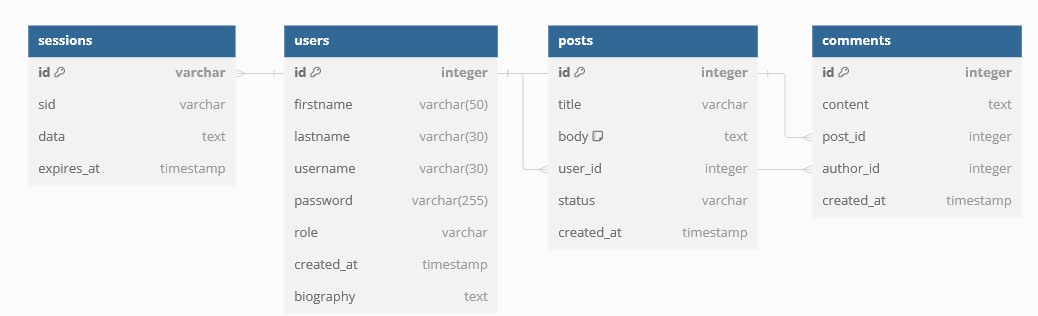 sessions
id varchar
sid varchar
data text
expires_at timestamp
users
id integer
firstname varchar(50)
lastname varchar(30)
username varchar(30)
password varchar(255)
role varchar
created_at timestamp
biography text
posts
id integer
title varchar
body text
user_id integer
status varchar
created_at timestamp
comments
id integer
content text
post_id integer
author_id integer
created_at timestamp